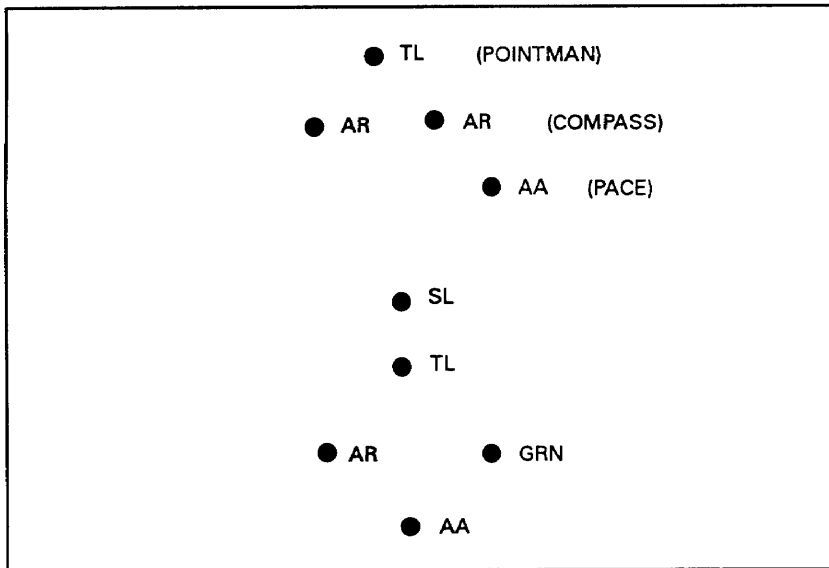 TL (POINTMAN)
AR AR (COMPASS)
AA (PACE)
SL
TL
AR GRN
AA